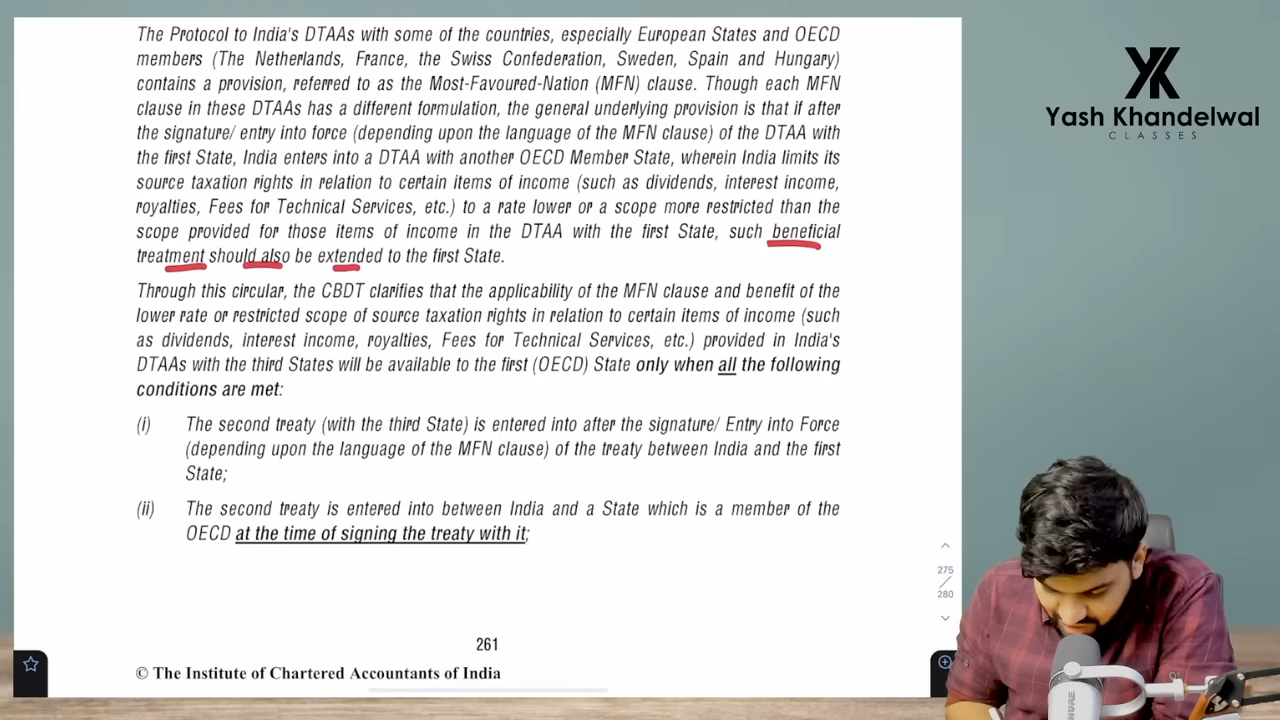 The Protocol to India's DTAAs with some of the countries, especially European States and OECD
members (The Netherlands, France, the Swiss Confederation, Sweden, Spain and Hungary)
contains a provision, referred to as the Most-Favoured-Nation (MFN) clause. Though each MFN
clause in these DTAAs has a different formulation, the general underlying provision is that if after
the signature/ entry into force (depending upon the language of the MFN clause) of the DTAA with
the first State, India enters into a DTAA with another OECD Member State, wherein India limits its
source taxation rights in relation to certain items of income (such as dividends, interest income,
royalties, Fees for Technical Services, etc.) to a rate lower or a scope more restricted than the
scope provided for those items of income in the DTAA with the first State, such beneficial
treatment should also be extended to the first State.
Through this circular, the CBDT clarifies that the applicability of the MFN clause and benefit of the
lower rate or restricted scope of source taxation rights in relation to certain items of income (such
as dividends, interest income, royalties, Fees for Technical Services, etc.) provided in India's
DTAAs with the third States will be available to the first (OECD) State only when all the following
conditions are met:
(i) The second treaty (with the third State) is entered into after the signature/ Entry into Force
(depending upon the language of the MFN clause) of the treaty between India and the first
State;
(ii) The second treaty is entered into between India and a State which is a member of the
OECD at the time of signing the treaty with it;
261
© The Institute of Chartered Accountants of India
275
280
Yash Khandelwal
CLASSES